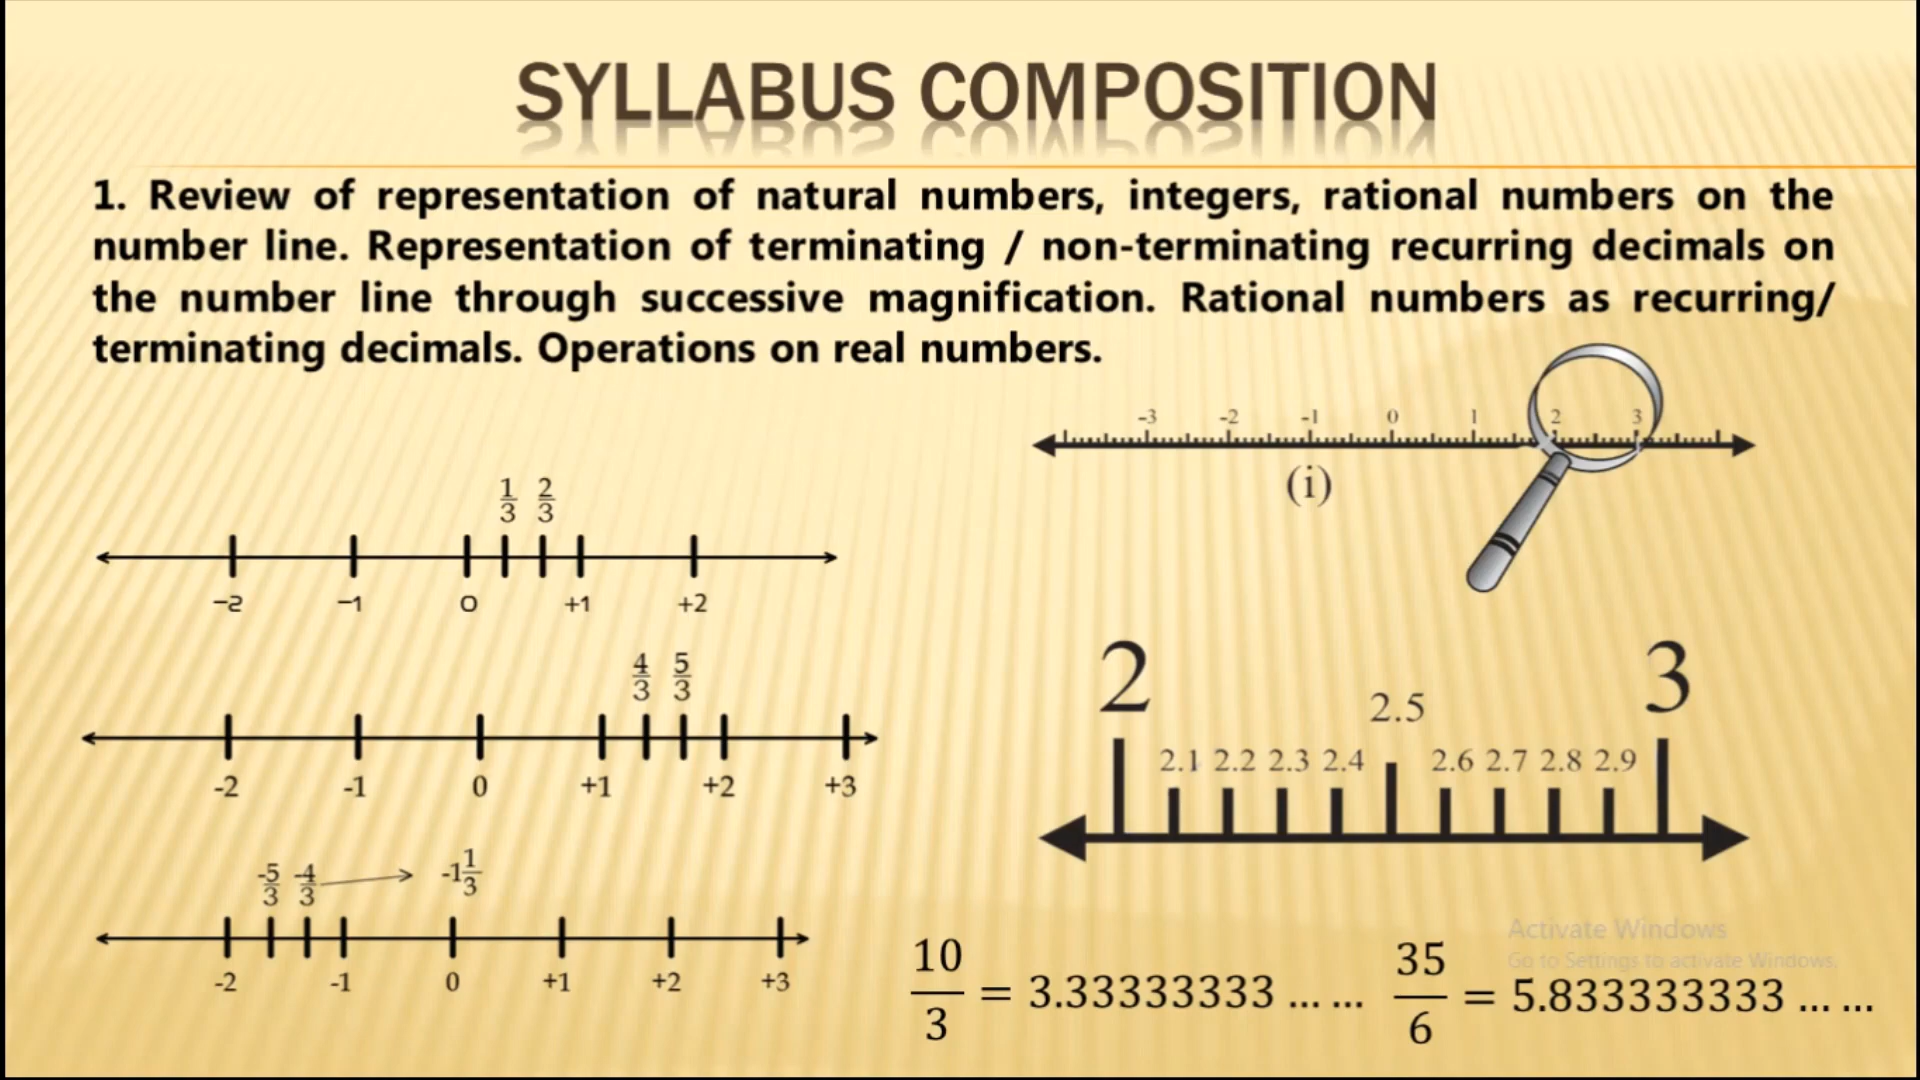 SYLLABUS COMPOSITION
1. Review of representation of natural numbers, integers, rational numbers on the
number line. Representation of terminating / non-terminating recurring decimals on
the number line through successive magnification. Rational numbers as recurring/
terminating decimals. Operations on real numbers.
-3 -2 -1 0 1 2 3
(i)
1/3 2/3
−2 −1 0 +1 +2
4/3 5/3
-2 -1 0 +1 +2 +3
2 3
2.5
2.1 2.2 2.3 2.4 2.6 2.7 2.8 2.9
-5/3 -4/3 -1 1/3
-2 -1 0 +1 +2 +3
10/3 = 3.33333333 ... ...
35/6 = 5.833333333 ... ...
Activate Windows
Go to Settings to activate Windows.